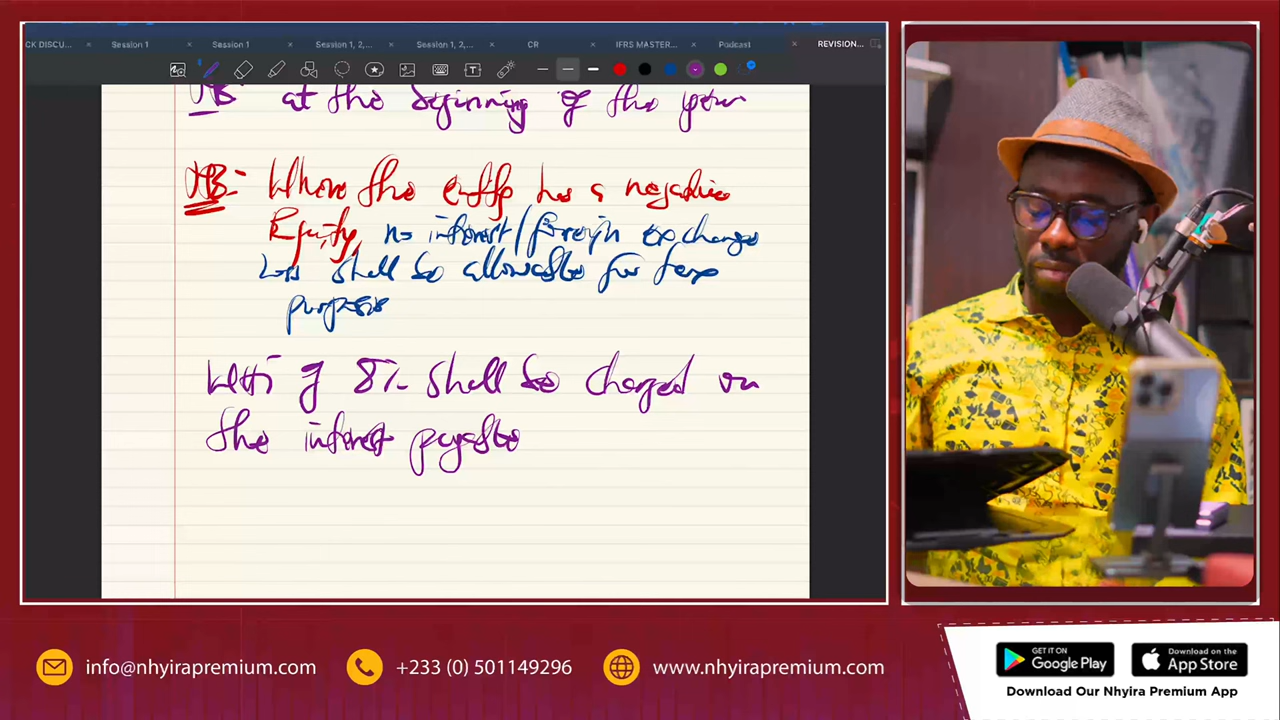 CK DISCU...
Session 1
Session 1
Session 1, 2,...
Session 1, 2,...
CR
IFRS MASTER...
Podcast
REVISION...
NB at the beginning of the year
NB- Where the entity has a negative
Equity, no interest/foreign exchange
Loss shall be allowable for tax
purposes
WHT of 8% shall be charged on
the interest payable
info@nhyirapremium.com
+233 (0) 501149296
www.nhyirapremium.com
GET IT ON
Google Play
Download on the
App Store
Download Our Nhyira Premium App